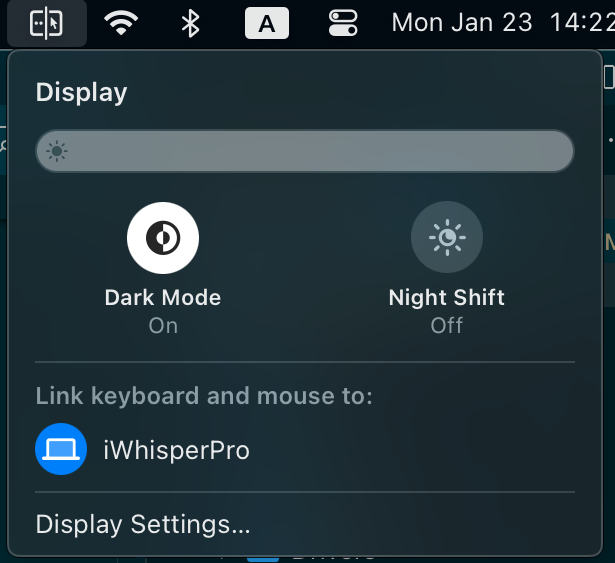 A
Mon Jan 23 14:22
Display
Dark Mode
On
Night Shift
Off
Link keyboard and mouse to:
iWhisperPro
Display Settings...